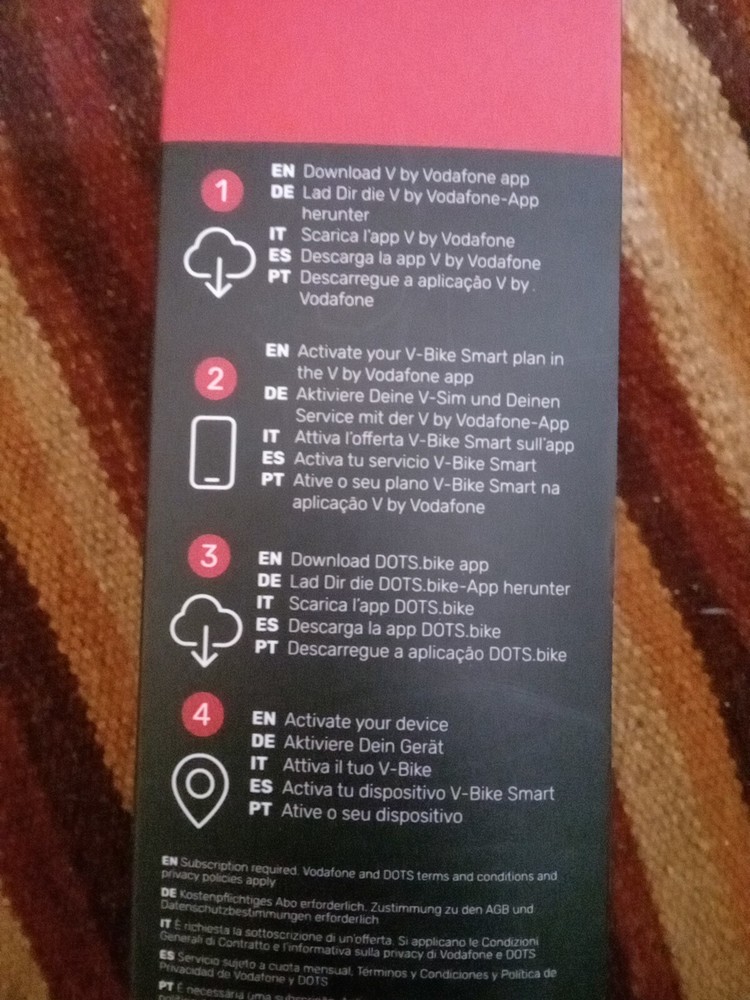 1
EN Download V by Vodafone app
DE Lad Dir die V by Vodafone-App
herunter
IT Scarica l'app V by Vodafone
ES Descarga la app V by Vodafone
PT Descarregue a aplicação V by
Vodafone
2
EN Activate your V-Bike Smart plan in
the V by Vodafone app
DE Aktiviere Deine V-Sim und Deinen
Service mit der V by Vodafone-App
IT Attiva l'offerta V-Bike Smart sull'app
ES Activa tu servicio V-Bike Smart
PT Ative o seu plano V-Bike Smart na
aplicação V by Vodafone
3
EN Download DOTS.bike app
DE Lad Dir die DOTS.bike-App herunter
IT Scarica l'app DOTS.bike
ES Descarga la app DOTS.bike
PT Descarregue a aplicação DOTS.bike
4
EN Activate your device
DE Aktiviere Dein Gerät
IT Attiva il tuo V-Bike
ES Activa tu dispositivo V-Bike Smart
PT Ative o seu dispositivo
EN Subscription required. Vodafone and DOTS terms and conditions and
privacy policies apply
DE Kostenpflichtiges Abo erforderlich. Zustimmung zu den AGB und
Datenschutzbestimmungen erforderlich
IT È richiesta la sottoscrizione di un'offerta. Si applicano le Condizioni
Generali di Contratto e l'informativa sulla privacy di Vodafone e DOTS
ES Servicio sujeto a cuota mensual. Términos y Condiciones y Política de
Privacidad de Vodafone y DOTS
PT É necessária uma